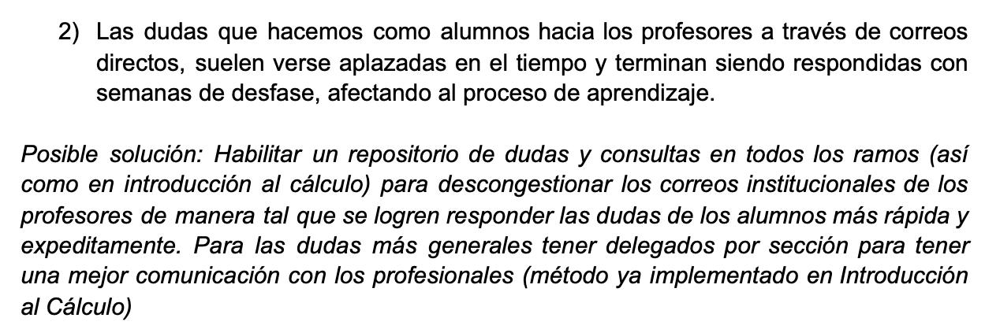 2) Las dudas que hacemos como alumnos hacia los profesores a través de correos
directos, suelen verse aplazadas en el tiempo y terminan siendo respondidas con
semanas de desfase, afectando al proceso de aprendizaje.
Posible solución: Habilitar un repositorio de dudas y consultas en todos los ramos (así
como en introducción al cálculo) para descongestionar los correos institucionales de los
profesores de manera tal que se logren responder las dudas de los alumnos más rápida y
expeditamente. Para las dudas más generales tener delegados por sección para tener
una mejor comunicación con los profesionales (método ya implementado en Introducción
al Cálculo)